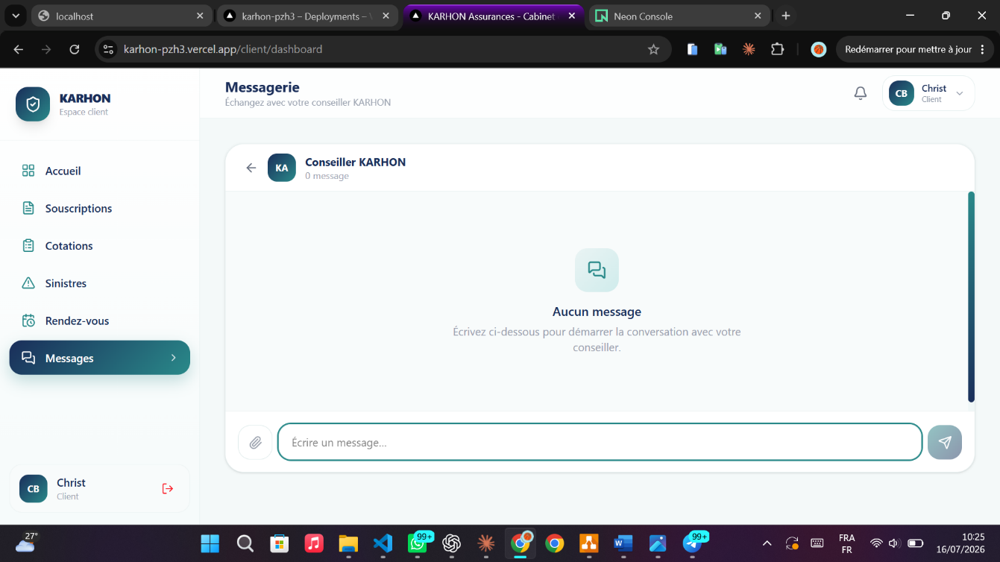 localhost
karhon-pzh3 – Deployments – V
KARHON Assurances - Cabinet
Neon Console
karhon-pzh3.vercel.app/client/dashboard
Redémarrer pour mettre à jour
KARHON
Espace client
Messagerie
Échangez avec votre conseiller KARHON
CB
Christ
Client
Accueil
Souscriptions
Cotations
Sinistres
Rendez-vous
Messages
KA
Conseiller KARHON
0 message
Aucun message
Écrivez ci-dessous pour démarrer la conversation avec votre
conseiller.
Écrire un message...
CB
Christ
Client
27°
99+
W
99+
FRA
FR
10:25
16/07/2026